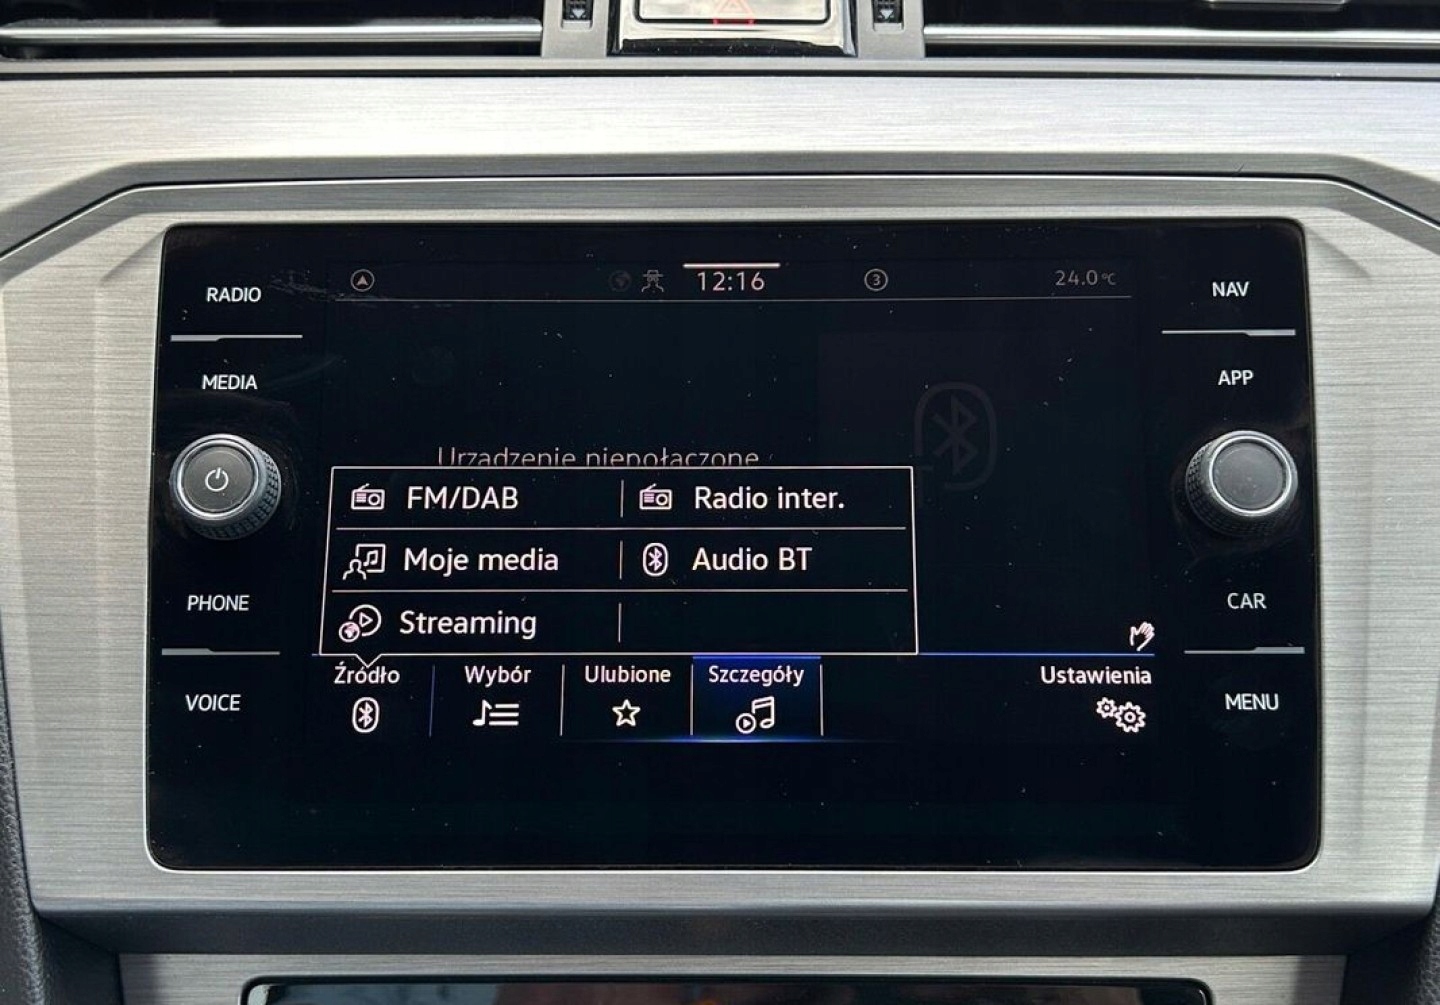 12:16
3
24.0°C
RADIO
NAV
MEDIA
APP
Urządzenie niepołączone
FM/DAB
Radio inter.
Moje media
Audio BT
Streaming
PHONE
CAR
Źródło
Wybór
Ulubione
Szczegóły
Ustawienia
VOICE
MENU